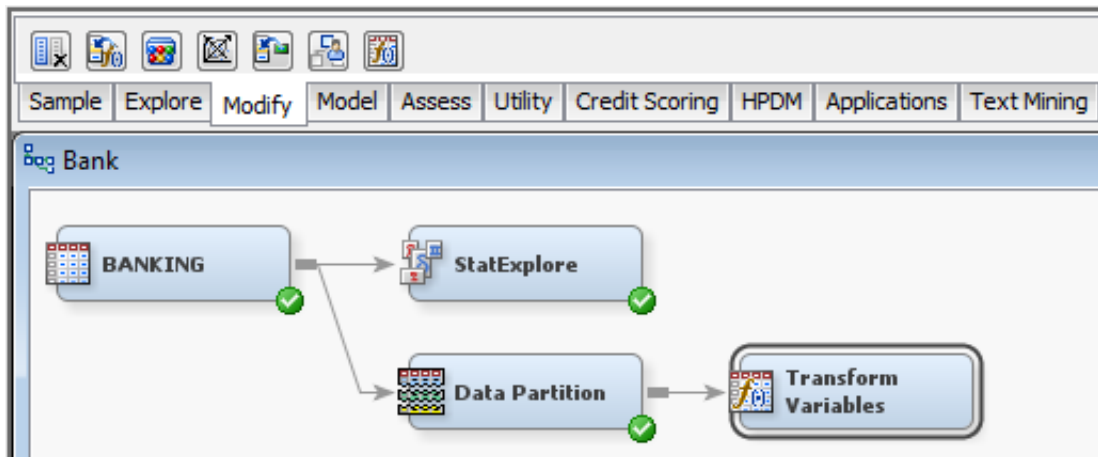 Sample Explore Modify Model Assess Utility Credit Scoring HPDM Applications Text Mining
Bank
BANKING
StatExplore
Data Partition
Transform
Variables